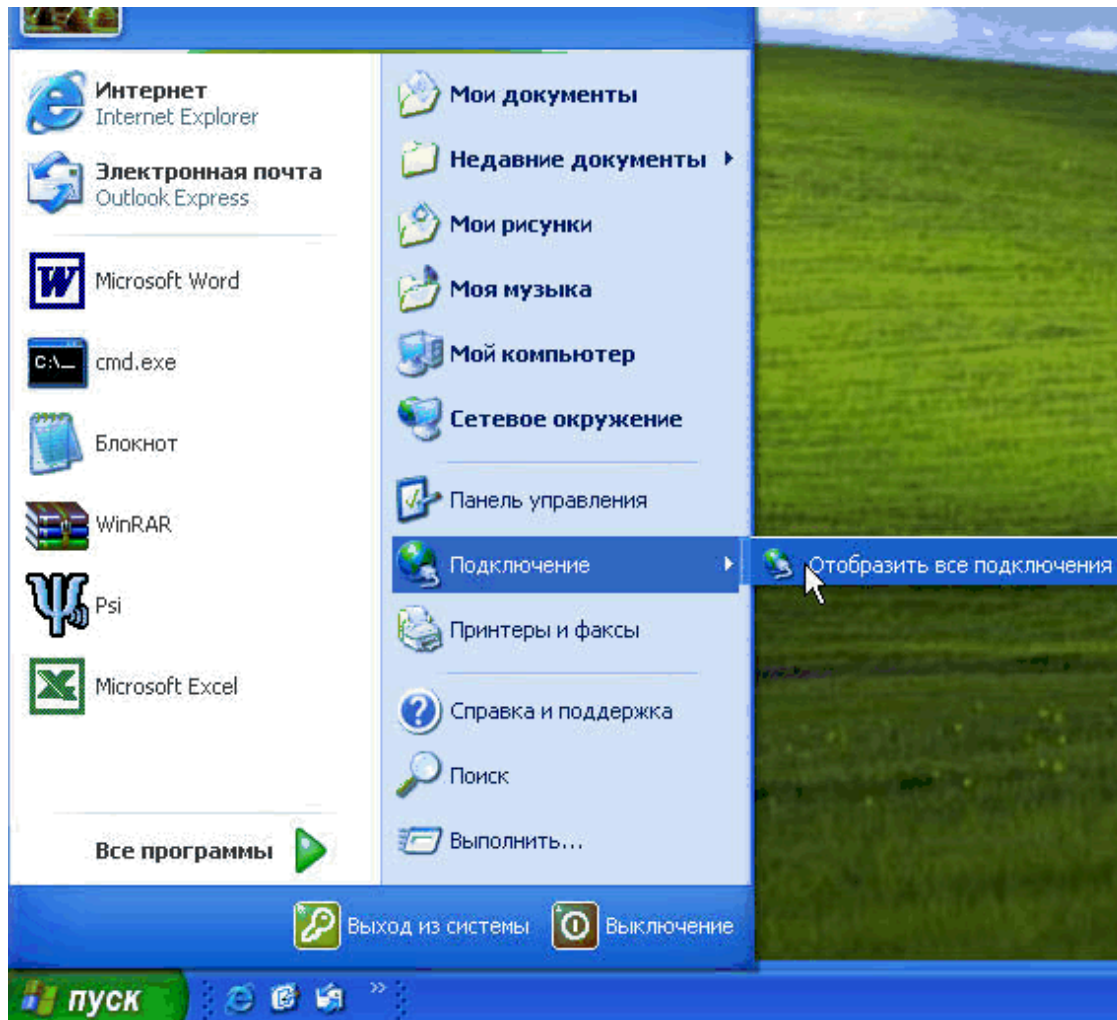 Интернет
Internet Explorer
Электронная почта
Outlook Express
Microsoft Word
C:\_
cmd.exe
Блокнот
WinRAR
Psi
Microsoft Excel
Все программы
Мои документы
Недавние документы
Мои рисунки
Моя музыка
Мой компьютер
Сетевое окружение
Панель управления
Подключение
Отобразить все подключения
Принтеры и факсы
Справка и поддержка
Поиск
Выполнить...
Выход из системы
Выключение
пуск